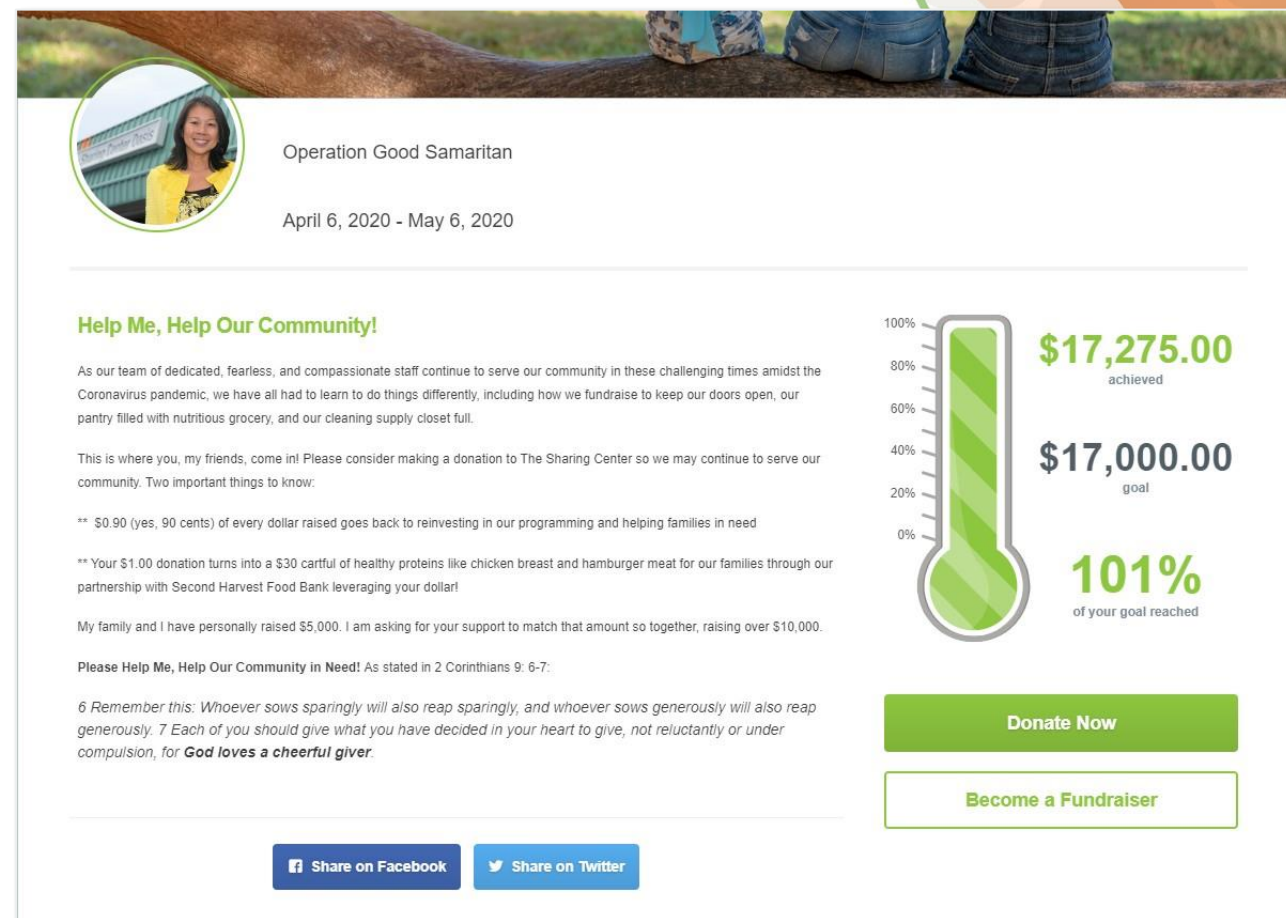 Sharing Center Oasis
Operation Good Samaritan
April 6, 2020 - May 6, 2020
Help Me, Help Our Community!
As our team of dedicated, fearless, and compassionate staff continue to serve our community in these challenging times amidst the
Coronavirus pandemic, we have all had to learn to do things differently, including how we fundraise to keep our doors open, our
pantry filled with nutritious grocery, and our cleaning supply closet full.
This is where you, my friends, come in! Please consider making a donation to The Sharing Center so we may continue to serve our
community. Two important things to know:
** $0.90 (yes, 90 cents) of every dollar raised goes back to reinvesting in our programming and helping families in need
** Your $1.00 donation turns into a $30 cartful of healthy proteins like chicken breast and hamburger meat for our families through our
partnership with Second Harvest Food Bank leveraging your dollar!
My family and I have personally raised $5,000. I am asking for your support to match that amount so together, raising over $10,000.
Please Help Me, Help Our Community in Need! As stated in 2 Corinthians 9: 6-7:
6 Remember this: Whoever sows sparingly will also reap sparingly, and whoever sows generously will also reap
generously. 7 Each of you should give what you have decided in your heart to give, not reluctantly or under
compulsion, for God loves a cheerful giver.
Share on Facebook
Share on Twitter
100%
80%
60%
40%
20%
0%
$17,275.00
achieved
$17,000.00
goal
101%
of your goal reached
Donate Now
Become a Fundraiser